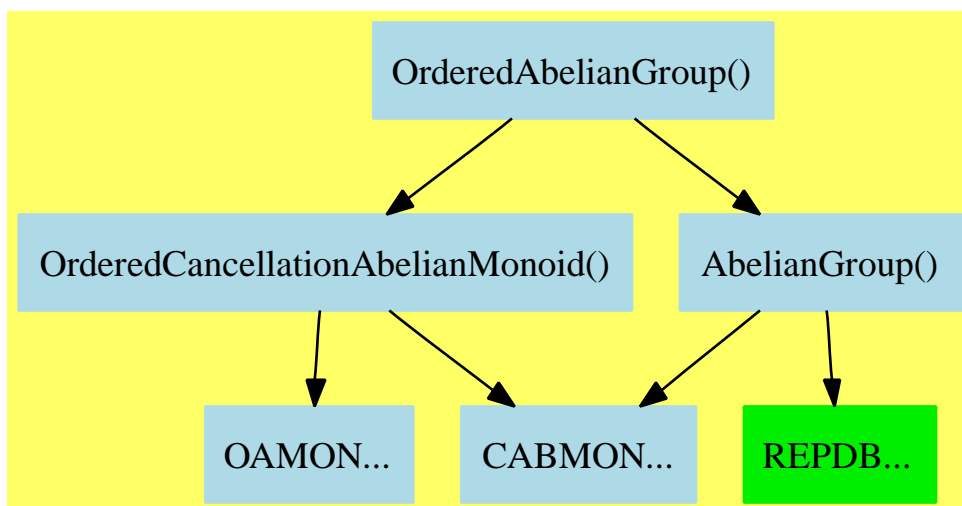 OrderedAbelianGroup()
OrderedCancellationAbelianMonoid()
AbelianGroup()
OAMON...
CABMON...
REPDB...